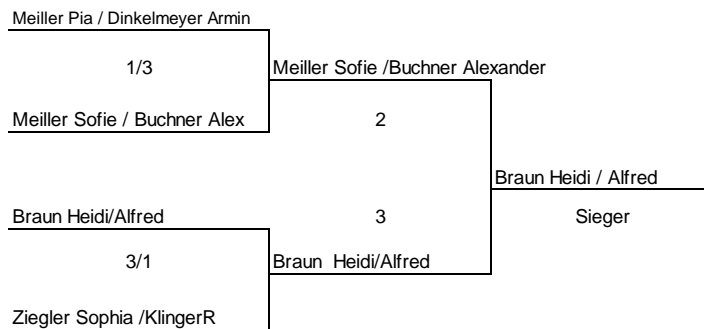 Meiller Pia / Dinkelmeyer Armin
1/3
Meiller Sofie /Buchner Alexander
Meiller Sofie / Buchner Alex
2
Braun Heidi / Alfred
Braun Heidi/Alfred
3
Sieger
3/1
Braun  Heidi/Alfred
Ziegler Sophia /KlingerR